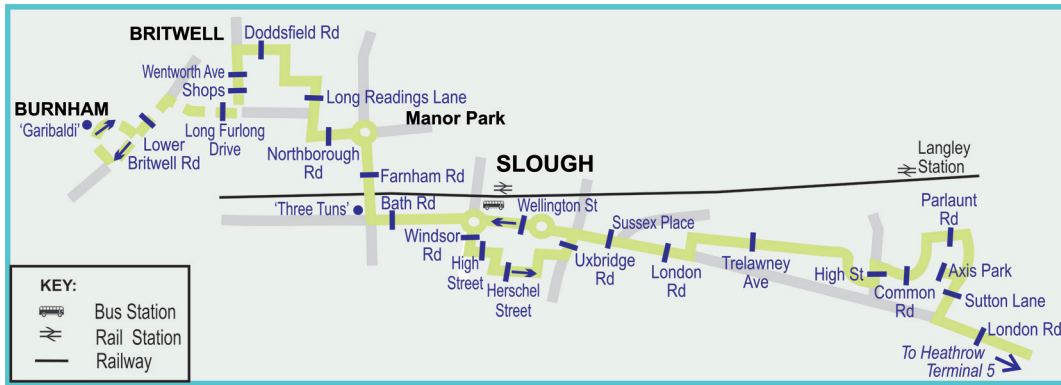 BRITWELL
Doddsfield Rd
Wentworth Ave
Shops
BURNHAM
'Garibaldi'
Lower
Britwell Rd
Long Furlong
Drive
Long Readings Lane
Manor Park
Northborough
Rd
Farnham Rd
SLOUGH
Langley
Station
'Three Tuns'
Bath Rd
Wellington St
Windsor
Rd
High
Street
Herschel
Street
Uxbridge
Rd
Sussex Place
London
Rd
Trelawney
Ave
High St
Common
Rd
Parlaunt
Rd
Axis Park
Sutton Lane
London Rd
To Heathrow
Terminal 5
KEY:
Bus Station
Rail Station
Railway